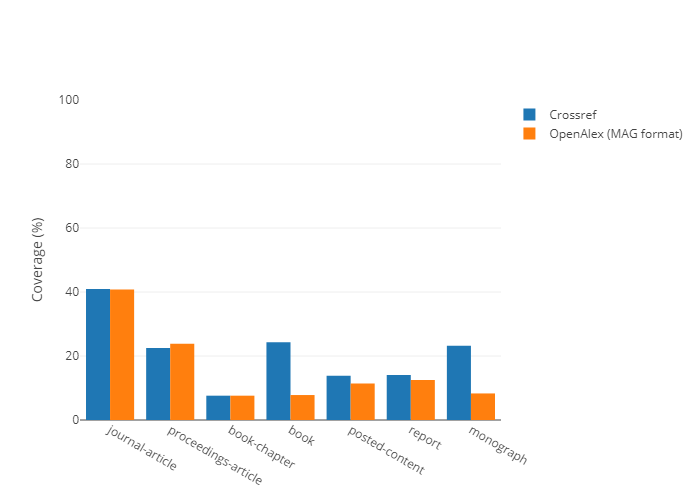 100
80
60
40
20
0
Coverage (%)
journal-article
proceedings-article
book-chapter
book
posted-content
report
monograph
Crossref
OpenAlex (MAG format)